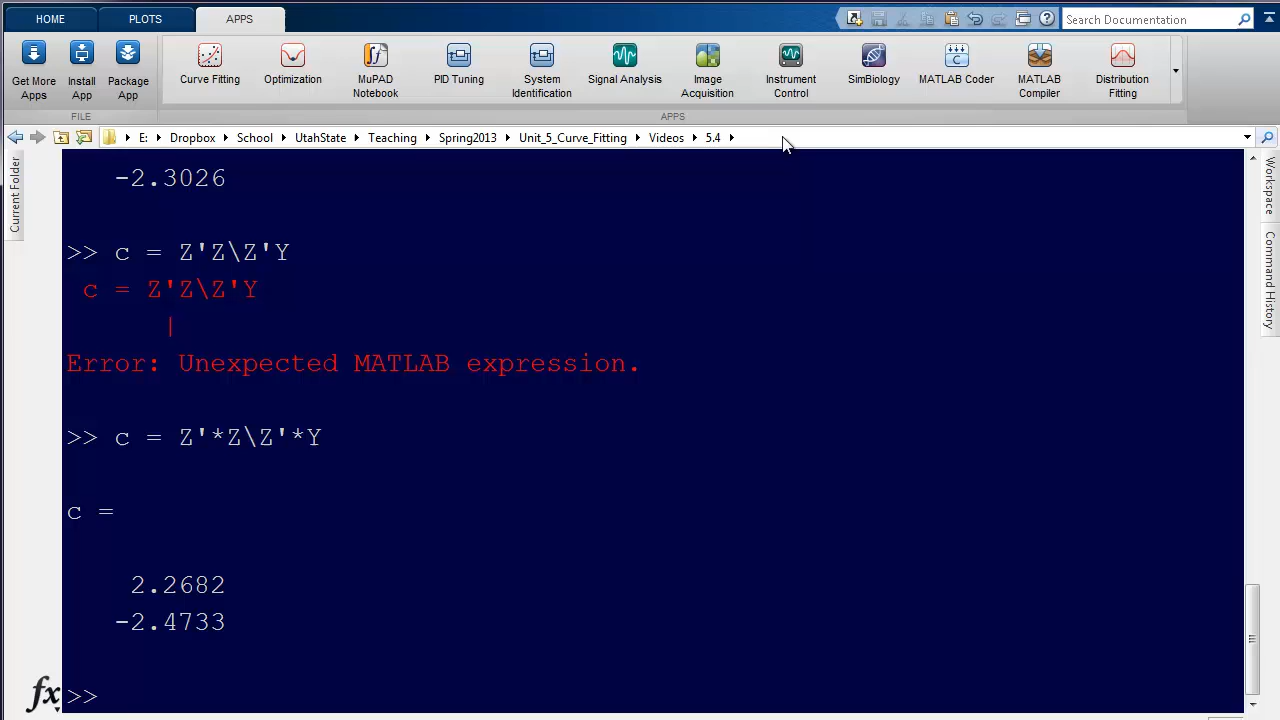 HOME PLOTS APPS
Search Documentation
Get More Apps
Install App
Package App
Curve Fitting
Optimization
MuPAD Notebook
PID Tuning
System Identification
Signal Analysis
Image Acquisition
Instrument Control
SimBiology
MATLAB Coder
MATLAB Compiler
Distribution Fitting
FILE APPS
E: Dropbox School UtahState Teaching Spring2013 Unit_5_Curve_Fitting Videos 5.4
Current Folder
Workspace
Command History
-2.3026
>> c = Z'Z\Z'Y
c = Z'Z\Z'Y
|
Error: Unexpected MATLAB expression.
>> c = Z'*Z\Z'*Y
c =
2.2682
-2.4733
fx >>